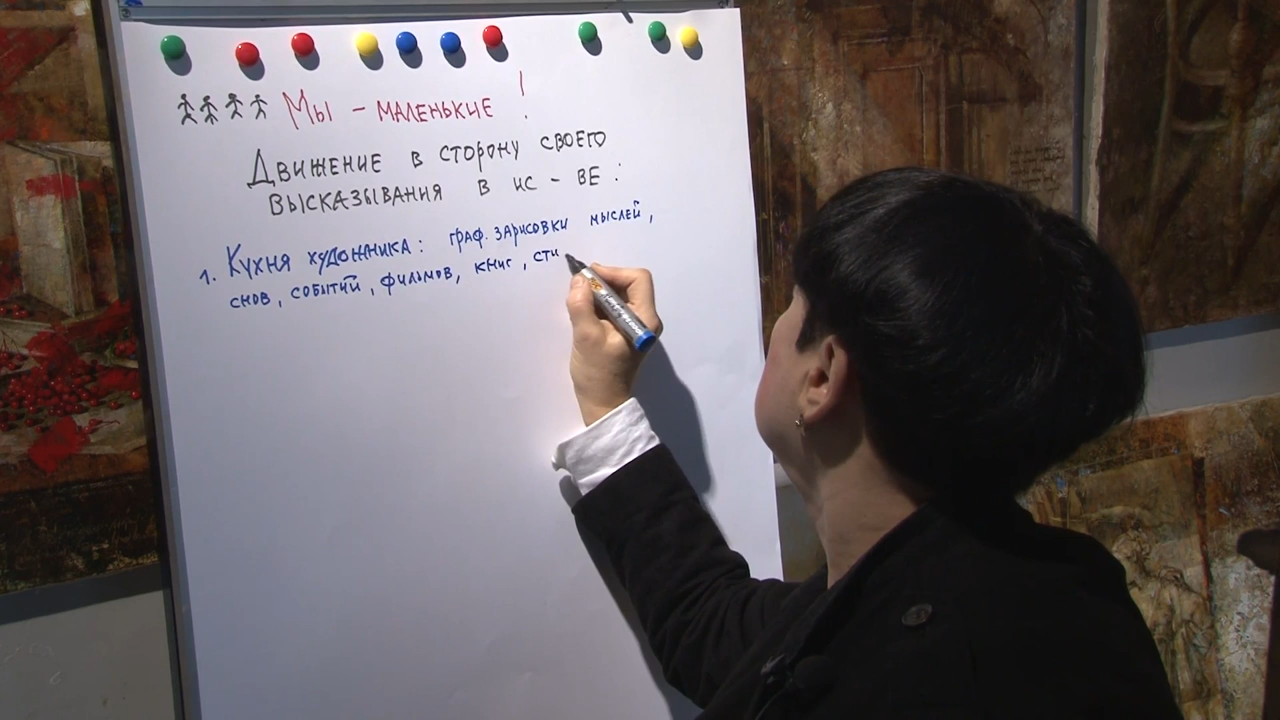 Мы - маленькие !
Движение в сторону своего
высказывания в ис - ве :
1. Кухня художника : граф. зарисовки мыслей ,
снов , событий , фильмов , книг , сти